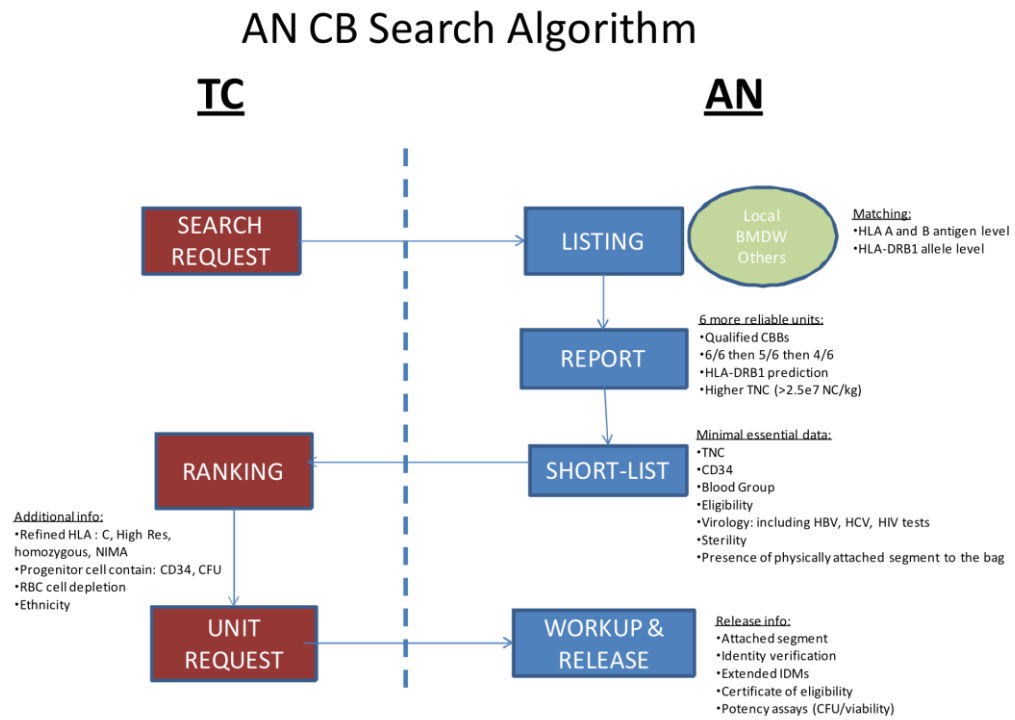 AN CB Search Algorithm
TC
AN
SEARCH
REQUEST
LISTING
Local
BMDW
Others
Matching:
•HLA A and B antigen level
•HLA-DRB1 allele level
REPORT
6 more reliable units:
•Qualified CBBs
•6/6 then 5/6 then 4/6
•HLA-DRB1 prediction
•Higher TNC (>2.5e7 NC/kg)
RANKING
SHORT-LIST
Minimal essential data:
•TNC
•CD34
•Blood Group
•Eligibility
•Virology: including HBV, HCV, HIV tests
•Sterility
•Presence of physically attached segment to the bag
Additional info:
•Refined HLA : C, High Res,
homozygous, NIMA
•Progenitor cell contain: CD34, CFU
•RBC cell depletion
•Ethnicity
UNIT
REQUEST
WORKUP &
RELEASE
Release info:
•Attached segment
•Identity verification
•Extended IDMs
•Certificate of eligibility
•Potency assays (CFU/viability)